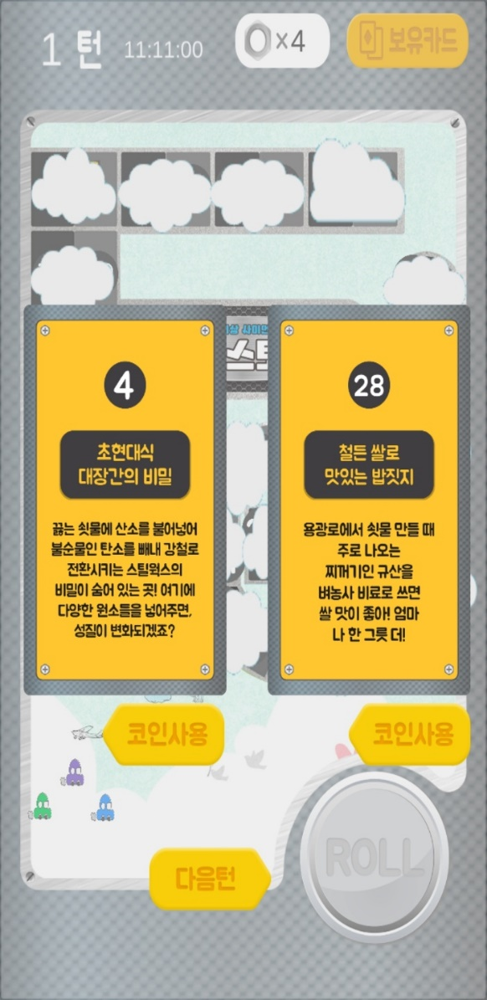 1 턴
11:11:00
×4
보유카드
4
초현대식
대장간의 비밀
끓는 쇳물에 산소를 불어넣어
불순물인 탄소를 빼내 강철로
전환시키는 스틸웍스의
비밀이 숨어 있는 곳! 여기에
다양한 원소들을 넣어주면,
성질이 변화되겠죠?
코인사용
28
철든 쌀로
맛있는 밥짓지
용광로에서 쇳물 만들 때
주로 나오는
찌꺼기인 규산을
벼농사 비료로 쓰면
쌀 맛이 좋아! 엄마
나 한 그릇 더!
코인사용
ROLL
다음턴